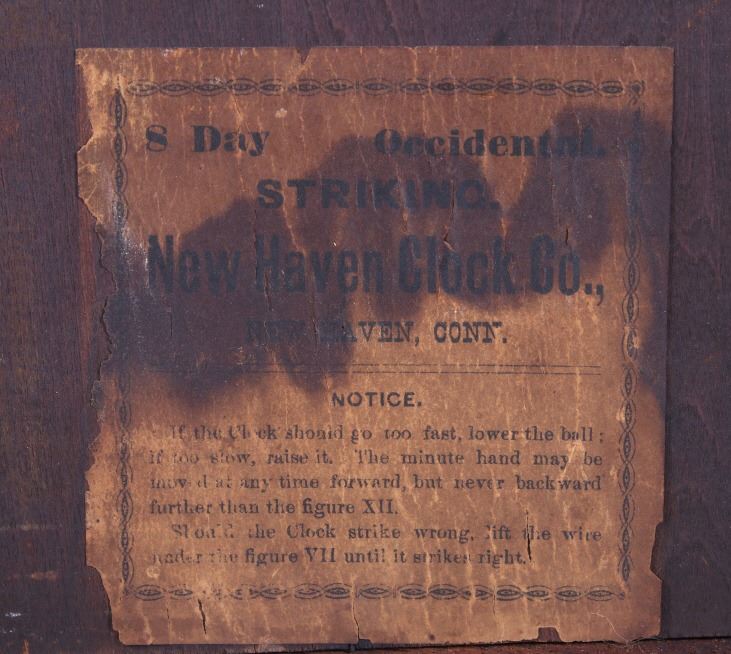 8 Day Occidental.
STRIKING.
New Haven Clock Co.,
NEW HAVEN, CONN.
NOTICE.
If the Clock should go too fast, lower the ball;
if too slow, raise it. The minute hand may be
moved at any time forward, but never backward
further than the figure XII.
Should the Clock strike wrong, lift the wire
under the figure VII until it strikes right.